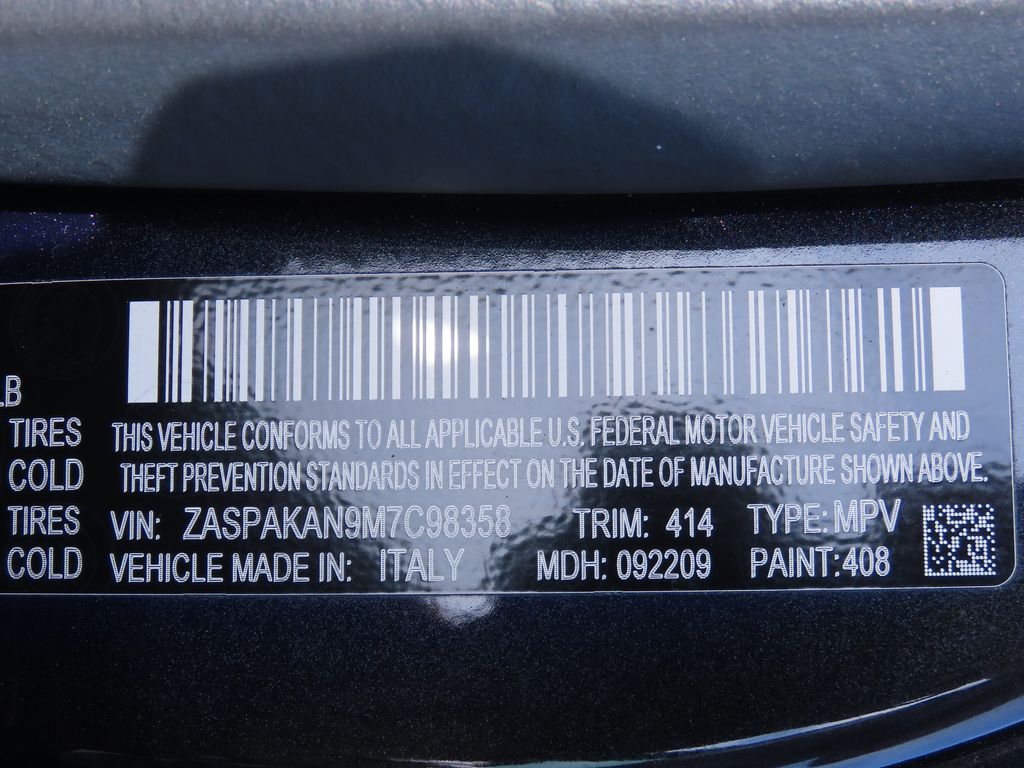 LB
TIRES THIS VEHICLE CONFORMS TO ALL APPLICABLE U.S. FEDERAL MOTOR VEHICLE SAFETY AND
COLD THEFT PREVENTION STANDARDS IN EFFECT ON THE DATE OF MANUFACTURE SHOWN ABOVE.
TIRES VIN: ZASPAKAN9M7C98358 TRIM: 414 TYPE: MPV
COLD VEHICLE MADE IN: ITALY MDH: 092209 PAINT:408